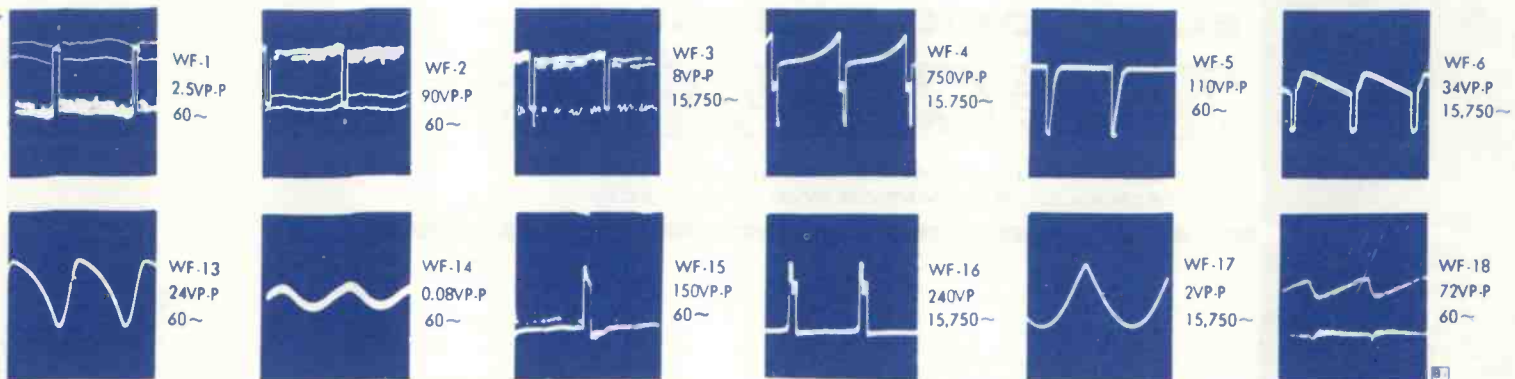 WF-1
2.5VP-P
60~
WF-2
90VP-P
60~
WF-3
8VP-P
15,750~
WF-4
750VP-P
15.750~
WF-5
110VP-P
60~
WF-6
34VP-P
15,750~
WF-13
24VP-P
60~
WF-14
0.08VP-P
60~
WF-15
150VP-P
60~
WF-16
240VP
15,750~
WF-17
2VP-P
15,750~
WF-18
72VP-P
60~